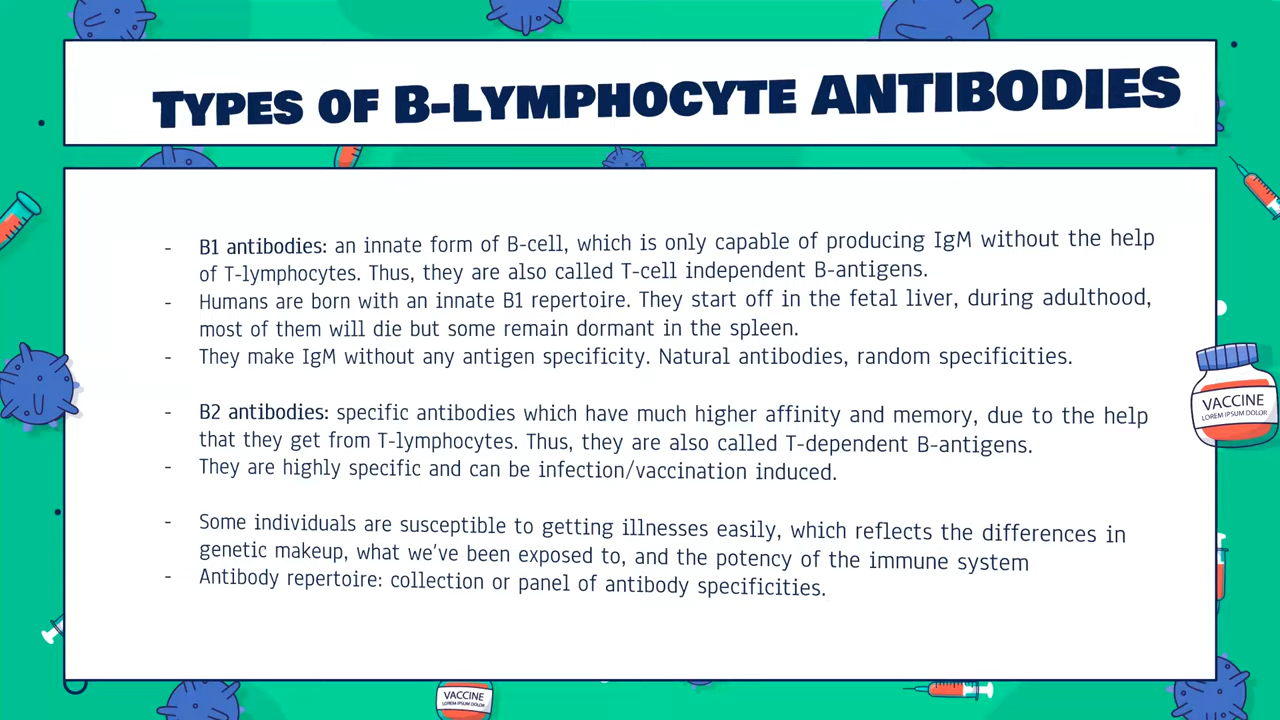 TYPES OF B-LYMPHOCYTE ANTIBODIES
- B1 antibodies: an innate form of B-cell, which is only capable of producing IgM without the help
of T-lymphocytes. Thus, they are also called T-cell independent B-antigens.
- Humans are born with an innate B1 repertoire. They start off in the fetal liver, during adulthood,
most of them will die but some remain dormant in the spleen.
- They make IgM without any antigen specificity. Natural antibodies, random specificities.
- B2 antibodies: specific antibodies which have much higher affinity and memory, due to the help
that they get from T-lymphocytes. Thus, they are also called T-dependent B-antigens.
- They are highly specific and can be infection/vaccination induced.
- Some individuals are susceptible to getting illnesses easily, which reflects the differences in
genetic makeup, what we've been exposed to, and the potency of the immune system
- Antibody repertoire: collection or panel of antibody specificities.
VACCINE
LOREM IPSUM DOLOR
VACCINE
LOREM IPSUM DOLOR